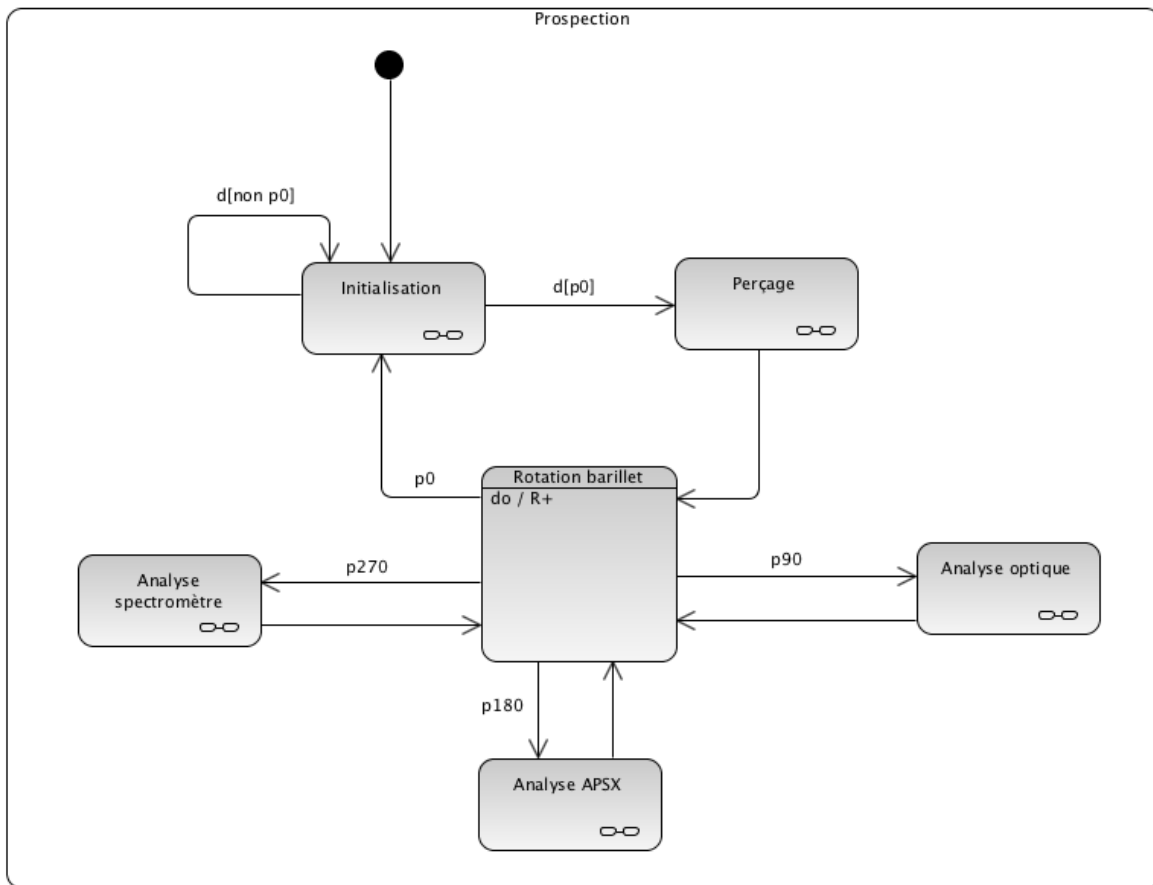 Prospection
d[non p0]
Initialisation
d[p0]
Perçage
p0
Rotation barillet
do / R+
p270
Analyse
spectromètre
p90
Analyse optique
p180
Analyse APSX